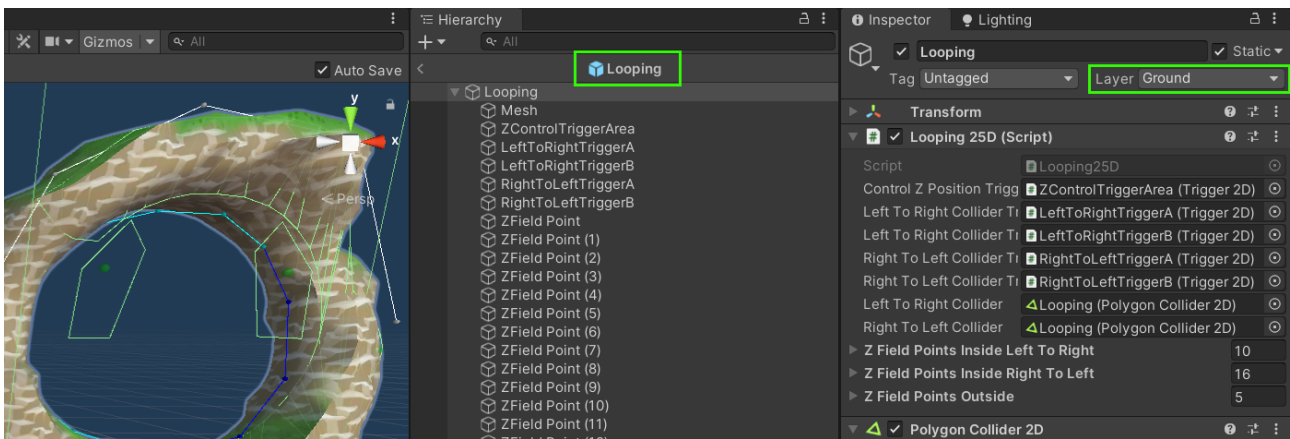 Gizmos
All
Auto Save
y
x
Persp
Hierarchy
All
Looping
Looping
Mesh
ZControlTriggerArea
LeftToRightTriggerA
LeftToRightTriggerB
RightToLeftTriggerA
RightToLeftTriggerB
ZField Point
ZField Point (1)
ZField Point (2)
ZField Point (3)
ZField Point (4)
ZField Point (5)
ZField Point (6)
ZField Point (7)
ZField Point (8)
ZField Point (9)
ZField Point (10)
ZField Point (11)
Inspector Lighting
Looping Static
Tag Untagged Layer Ground
Transform
# Looping 25D (Script)
Script Looping25D
Control Z Position Trigg ZControlTriggerArea (Trigger 2D)
Left To Right Collider Tr LeftToRightTriggerA (Trigger 2D)
Left To Right Collider Tr LeftToRightTriggerB (Trigger 2D)
Right To Left Collider Tr RightToLeftTriggerA (Trigger 2D)
Right To Left Collider Tr RightToLeftTriggerB (Trigger 2D)
Left To Right Collider Looping (Polygon Collider 2D)
Right To Left Collider Looping (Polygon Collider 2D)
Z Field Points Inside Left To Right 10
Z Field Points Inside Right To Left 16
Z Field Points Outside 5
Polygon Collider 2D